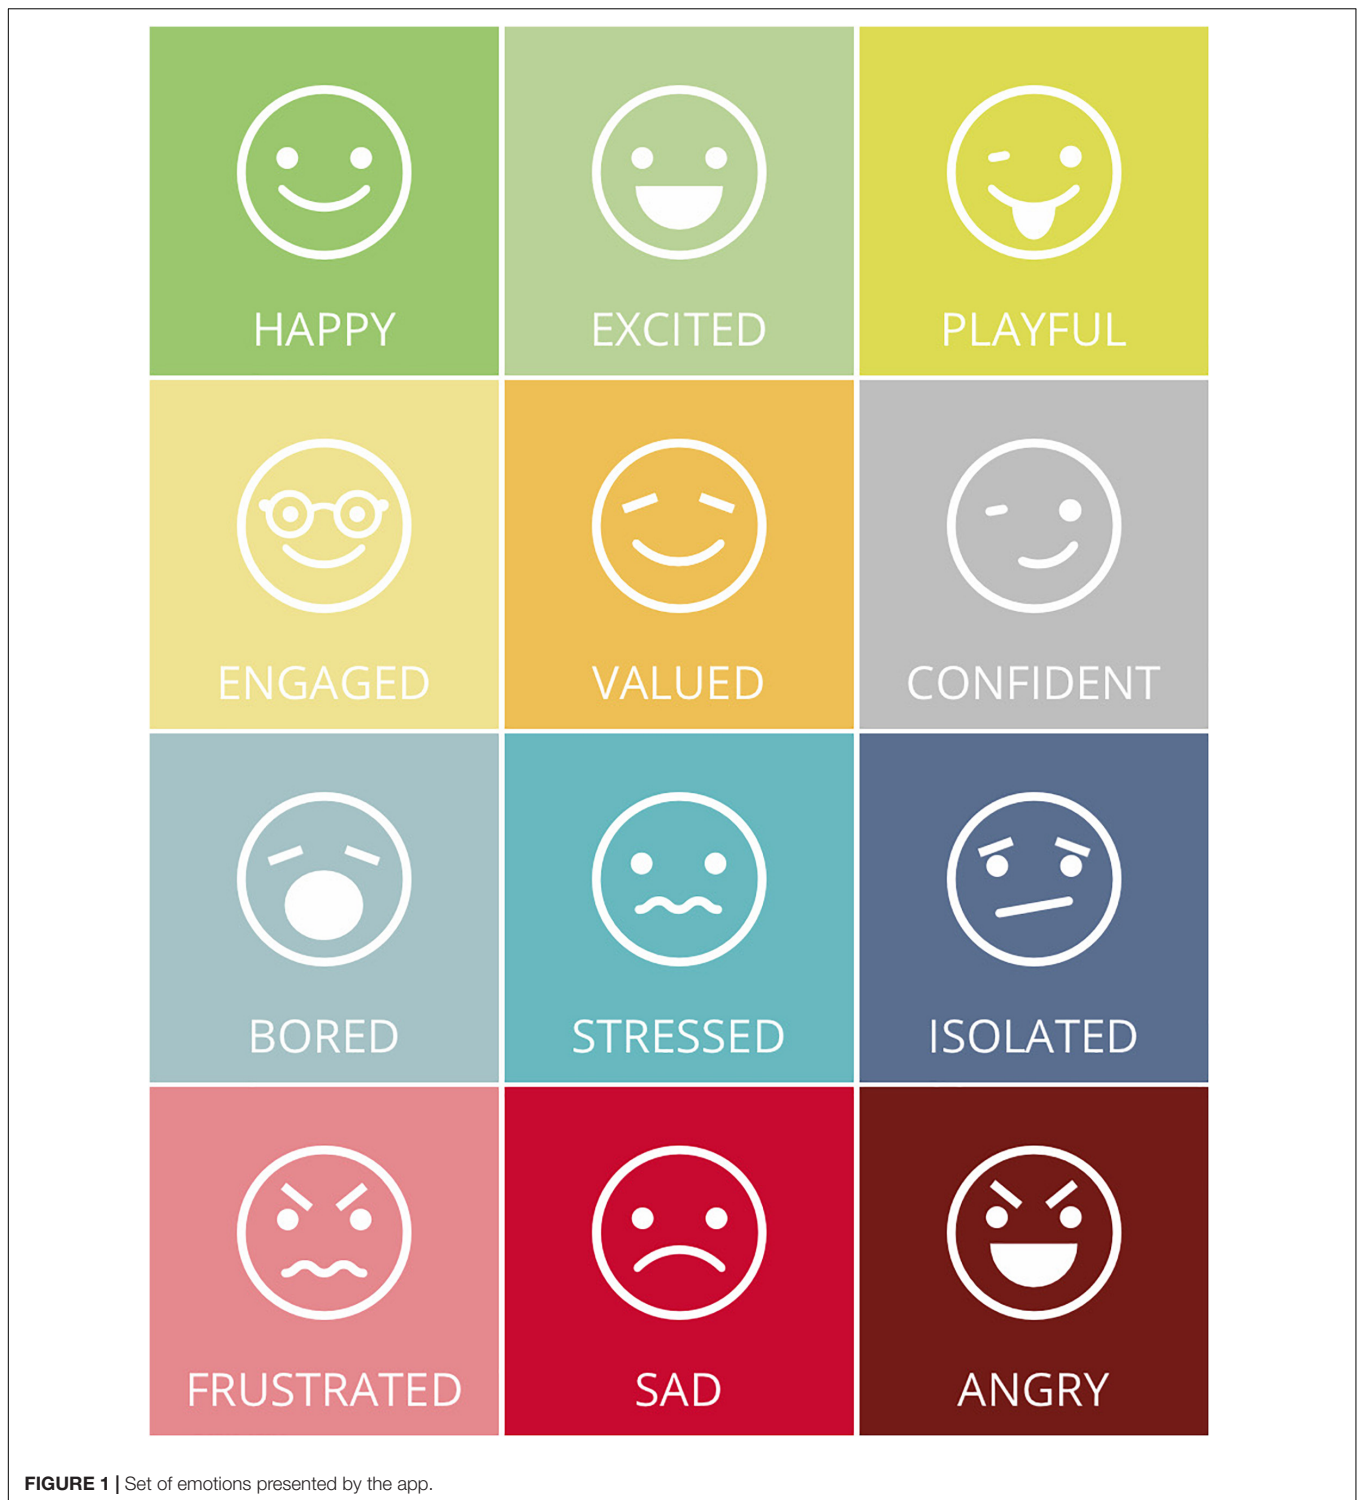 HAPPY
EXCITED
PLAYFUL
ENGAGED
VALUED
CONFIDENT
BORED
STRESSED
ISOLATED
FRUSTRATED
SAD
ANGRY
FIGURE 1 | Set of emotions presented by the app.